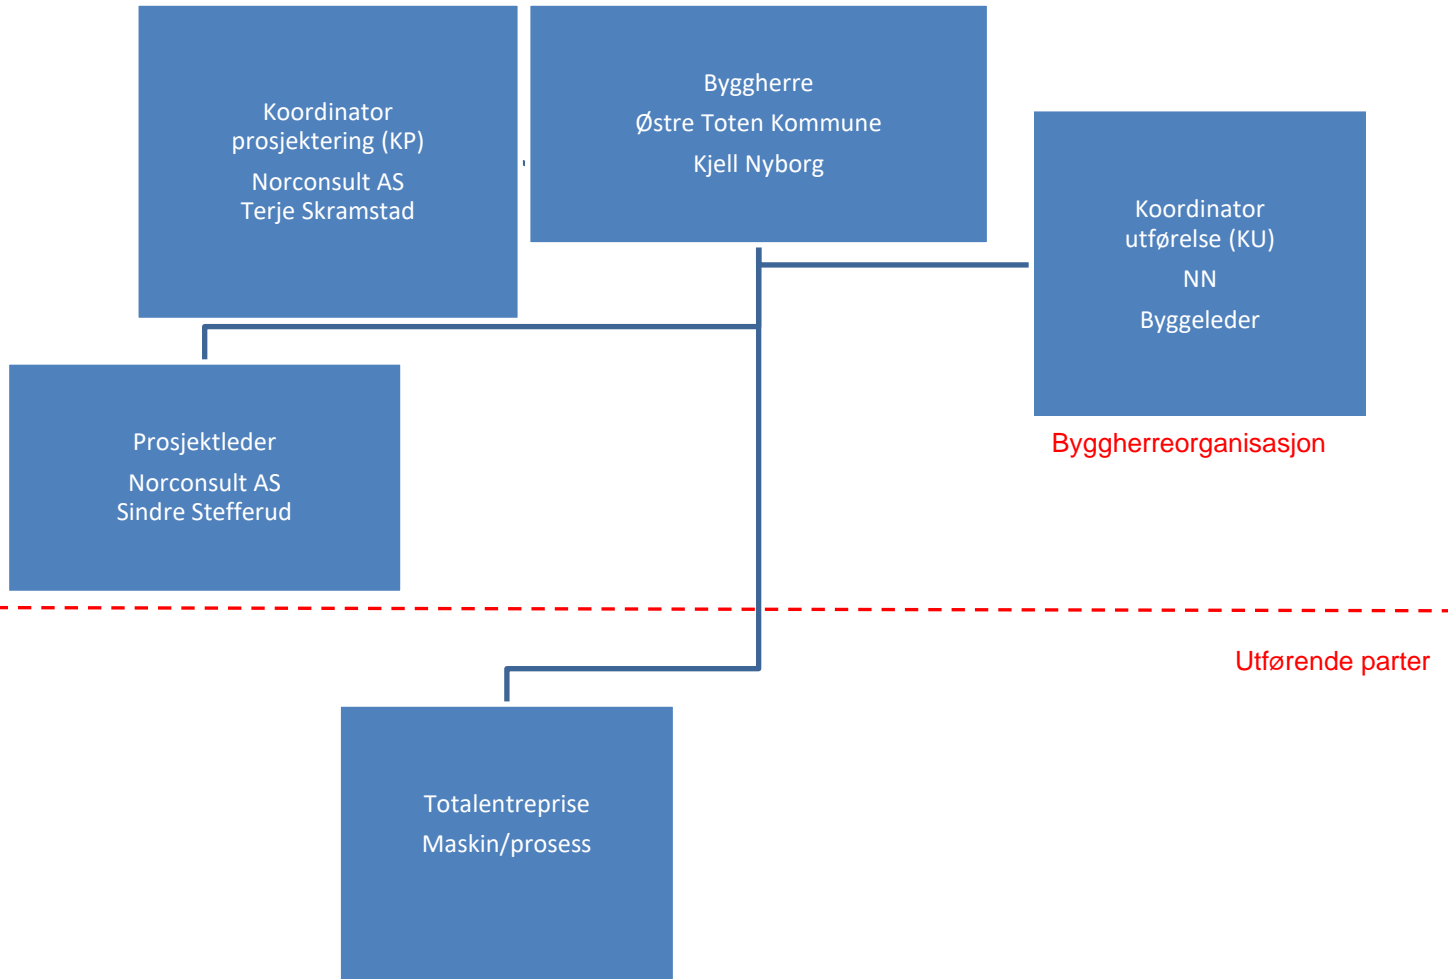 Koordinator
prosjektering (KP)
Norconsult AS
Terje Skramstad
Byggherre
Østre Toten Kommune
Kjell Nyborg
Koordinator
utførelse (KU)
NN
Byggeleder
Prosjektleder
Norconsult AS
Sindre Stefferud
Byggherreorganisasjon
Utførende parter
Totalentreprise
Maskin/prosess